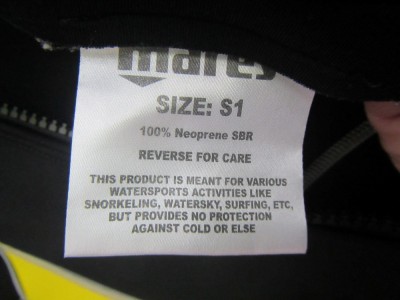 mares
SIZE: S1
100% Neoprene SBR
REVERSE FOR CARE
THIS PRODUCT IS MEANT FOR VARIOUS
WATERSPORTS ACTIVITIES LIKE
SNORKELING, WATERSKY, SURFING, ETC,
BUT PROVIDES NO PROTECTION
AGAINST COLD OR ELSE